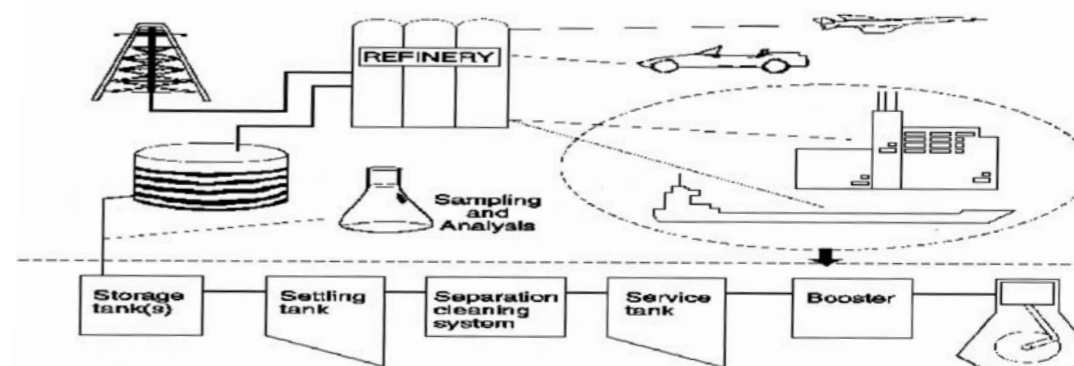 REFINERY
Sampling
and
Analysis
Storage
tank(s)
Settling
tank
Separation
cleaning
system
Service
tank
Booster